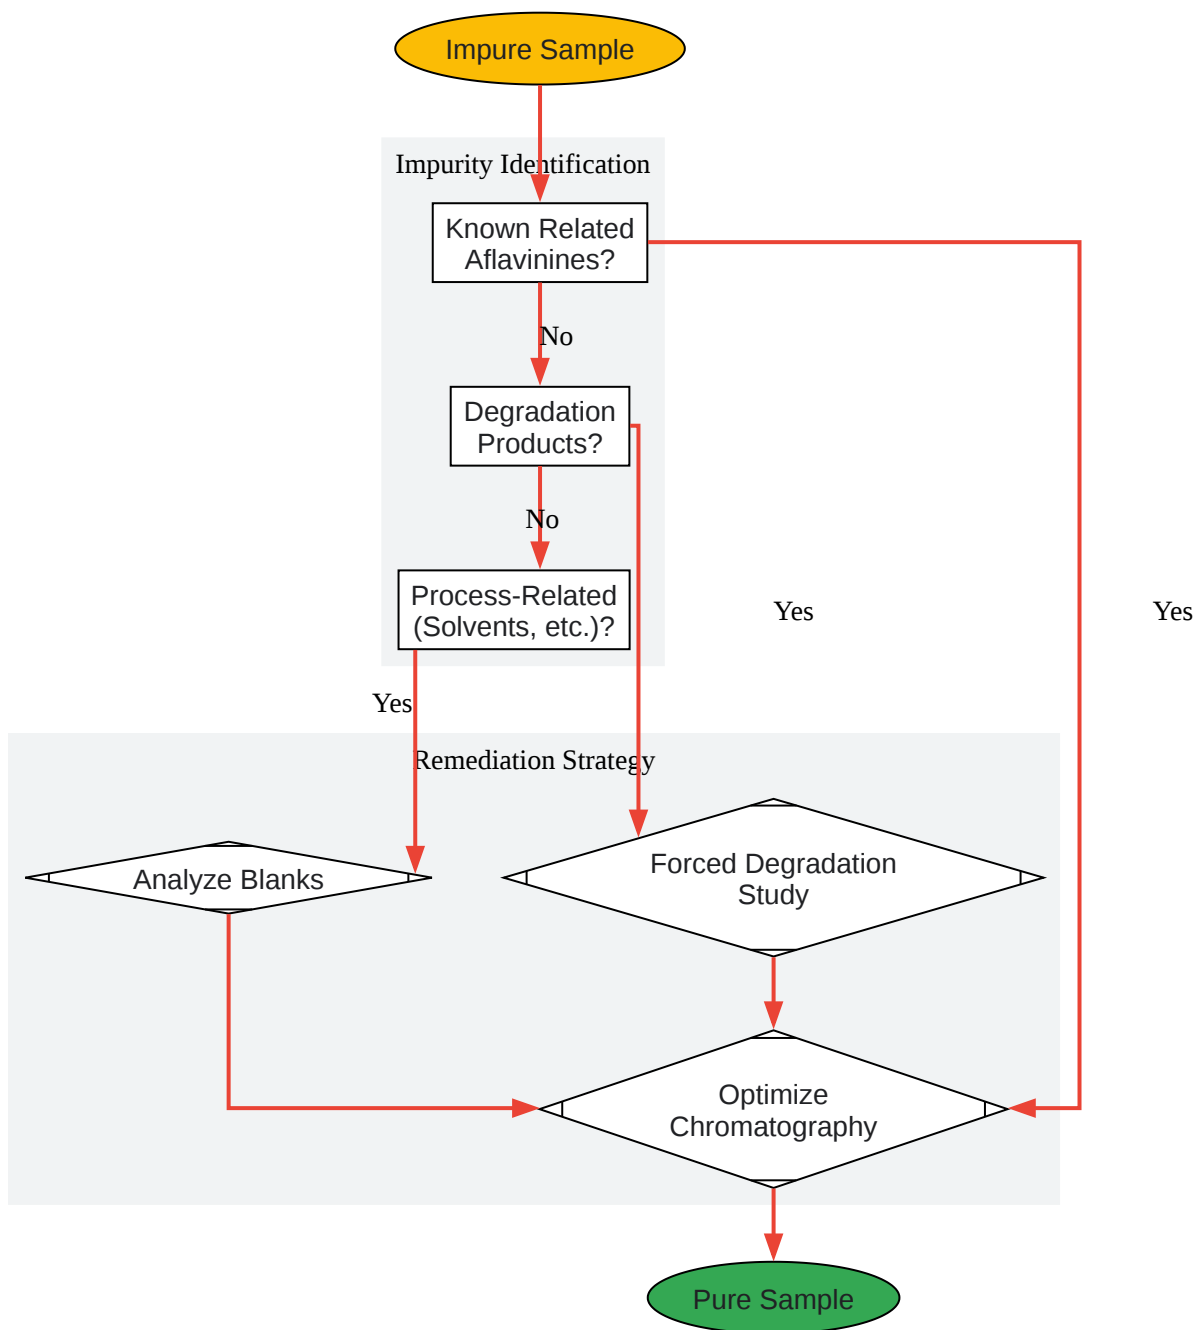 Impure Sample
Impurity Identification
Known Related
Aflavinines?
No
Degradation
Products?
No
Process-Related
(Solvents, etc.)?
Yes
Yes
Yes
Remediation Strategy
Analyze Blanks
Forced Degradation
Study
Optimize
Chromatography
Pure Sample